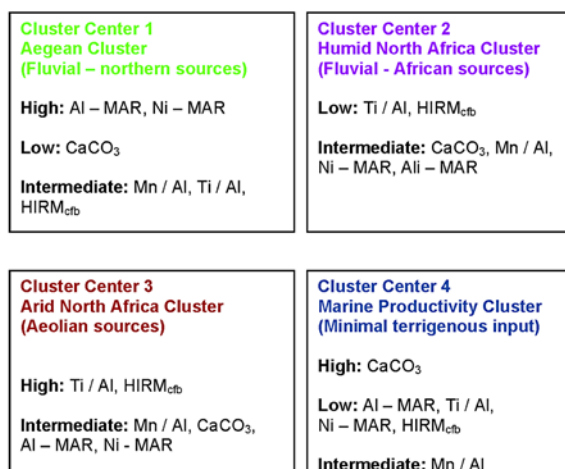 Cluster Center 1
Aegean Cluster
(Fluvial – northern sources)
High: Al – MAR, Ni – MAR
Low: CaCO₃
Intermediate: Mn / Al, Ti / Al,
HIRMcfb
Cluster Center 2
Humid North Africa Cluster
(Fluvial - African sources)
Low: Ti / Al, HIRMcfb
Intermediate: CaCO₃, Mn / Al,
Ni – MAR, Ali – MAR
Cluster Center 3
Arid North Africa Cluster
(Aeolian sources)
High: Ti / Al, HIRMcfb
Intermediate: Mn / Al, CaCO₃,
Al – MAR, Ni - MAR
Cluster Center 4
Marine Productivity Cluster
(Minimal terrigenous input)
High: CaCO₃
Low: Al – MAR, Ti / Al,
Ni – MAR, HIRMcfb
Intermediate: Mn / Al